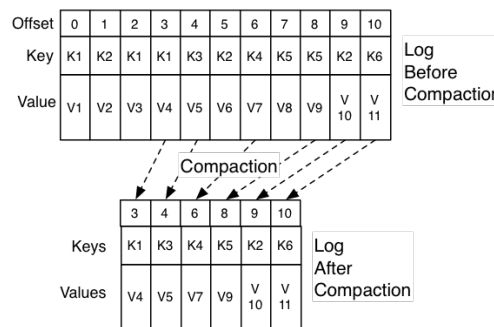 Offset 0 1 2 3 4 5 6 7 8 9 10
Key K1 K2 K1 K1 K3 K2 K4 K5 K5 K2 K6
Value V1 V2 V3 V4 V5 V6 V7 V8 V9 V 10 V 11
Log
Before
Compaction
Compaction
3 4 6 8 9 10
Keys K1 K3 K4 K5 K2 K6
Values V4 V5 V7 V9 V 10 V 11
Log
After
Compaction